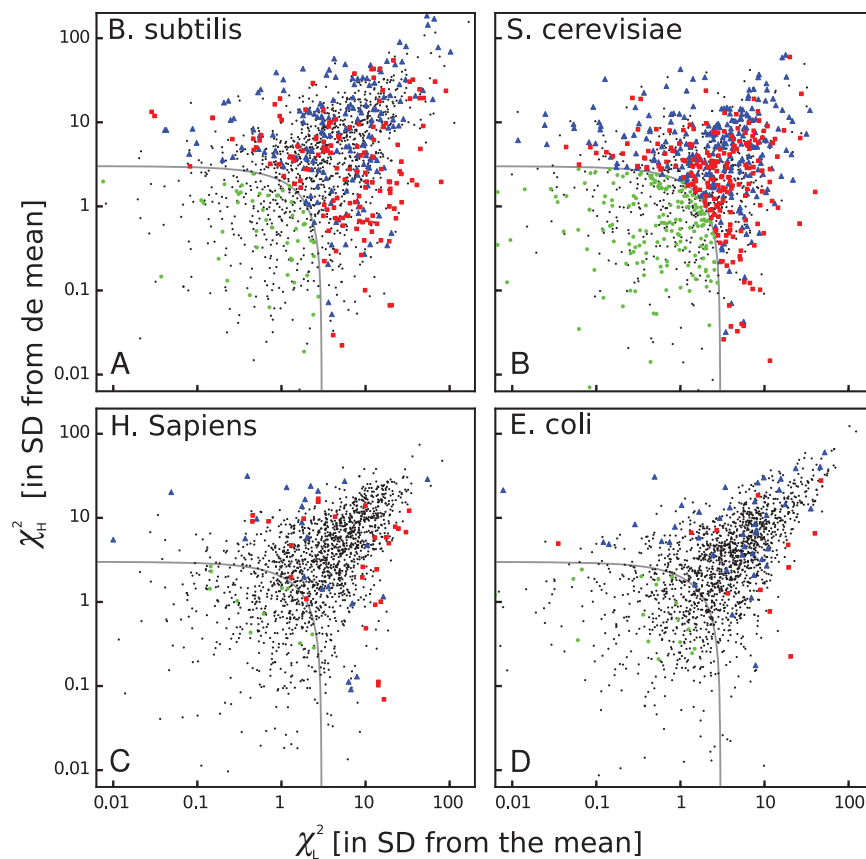 B. subtilis
S. cerevisiae
100
10
1
0.1
0.01
A
B
H. Sapiens
E. coli
100
10
1
0.1
0.01
C
D
0.01 0.1 1 10 100
0.01 0.1 1 10 100
χ²H [in SD from de mean]
χ²L [in SD from the mean]